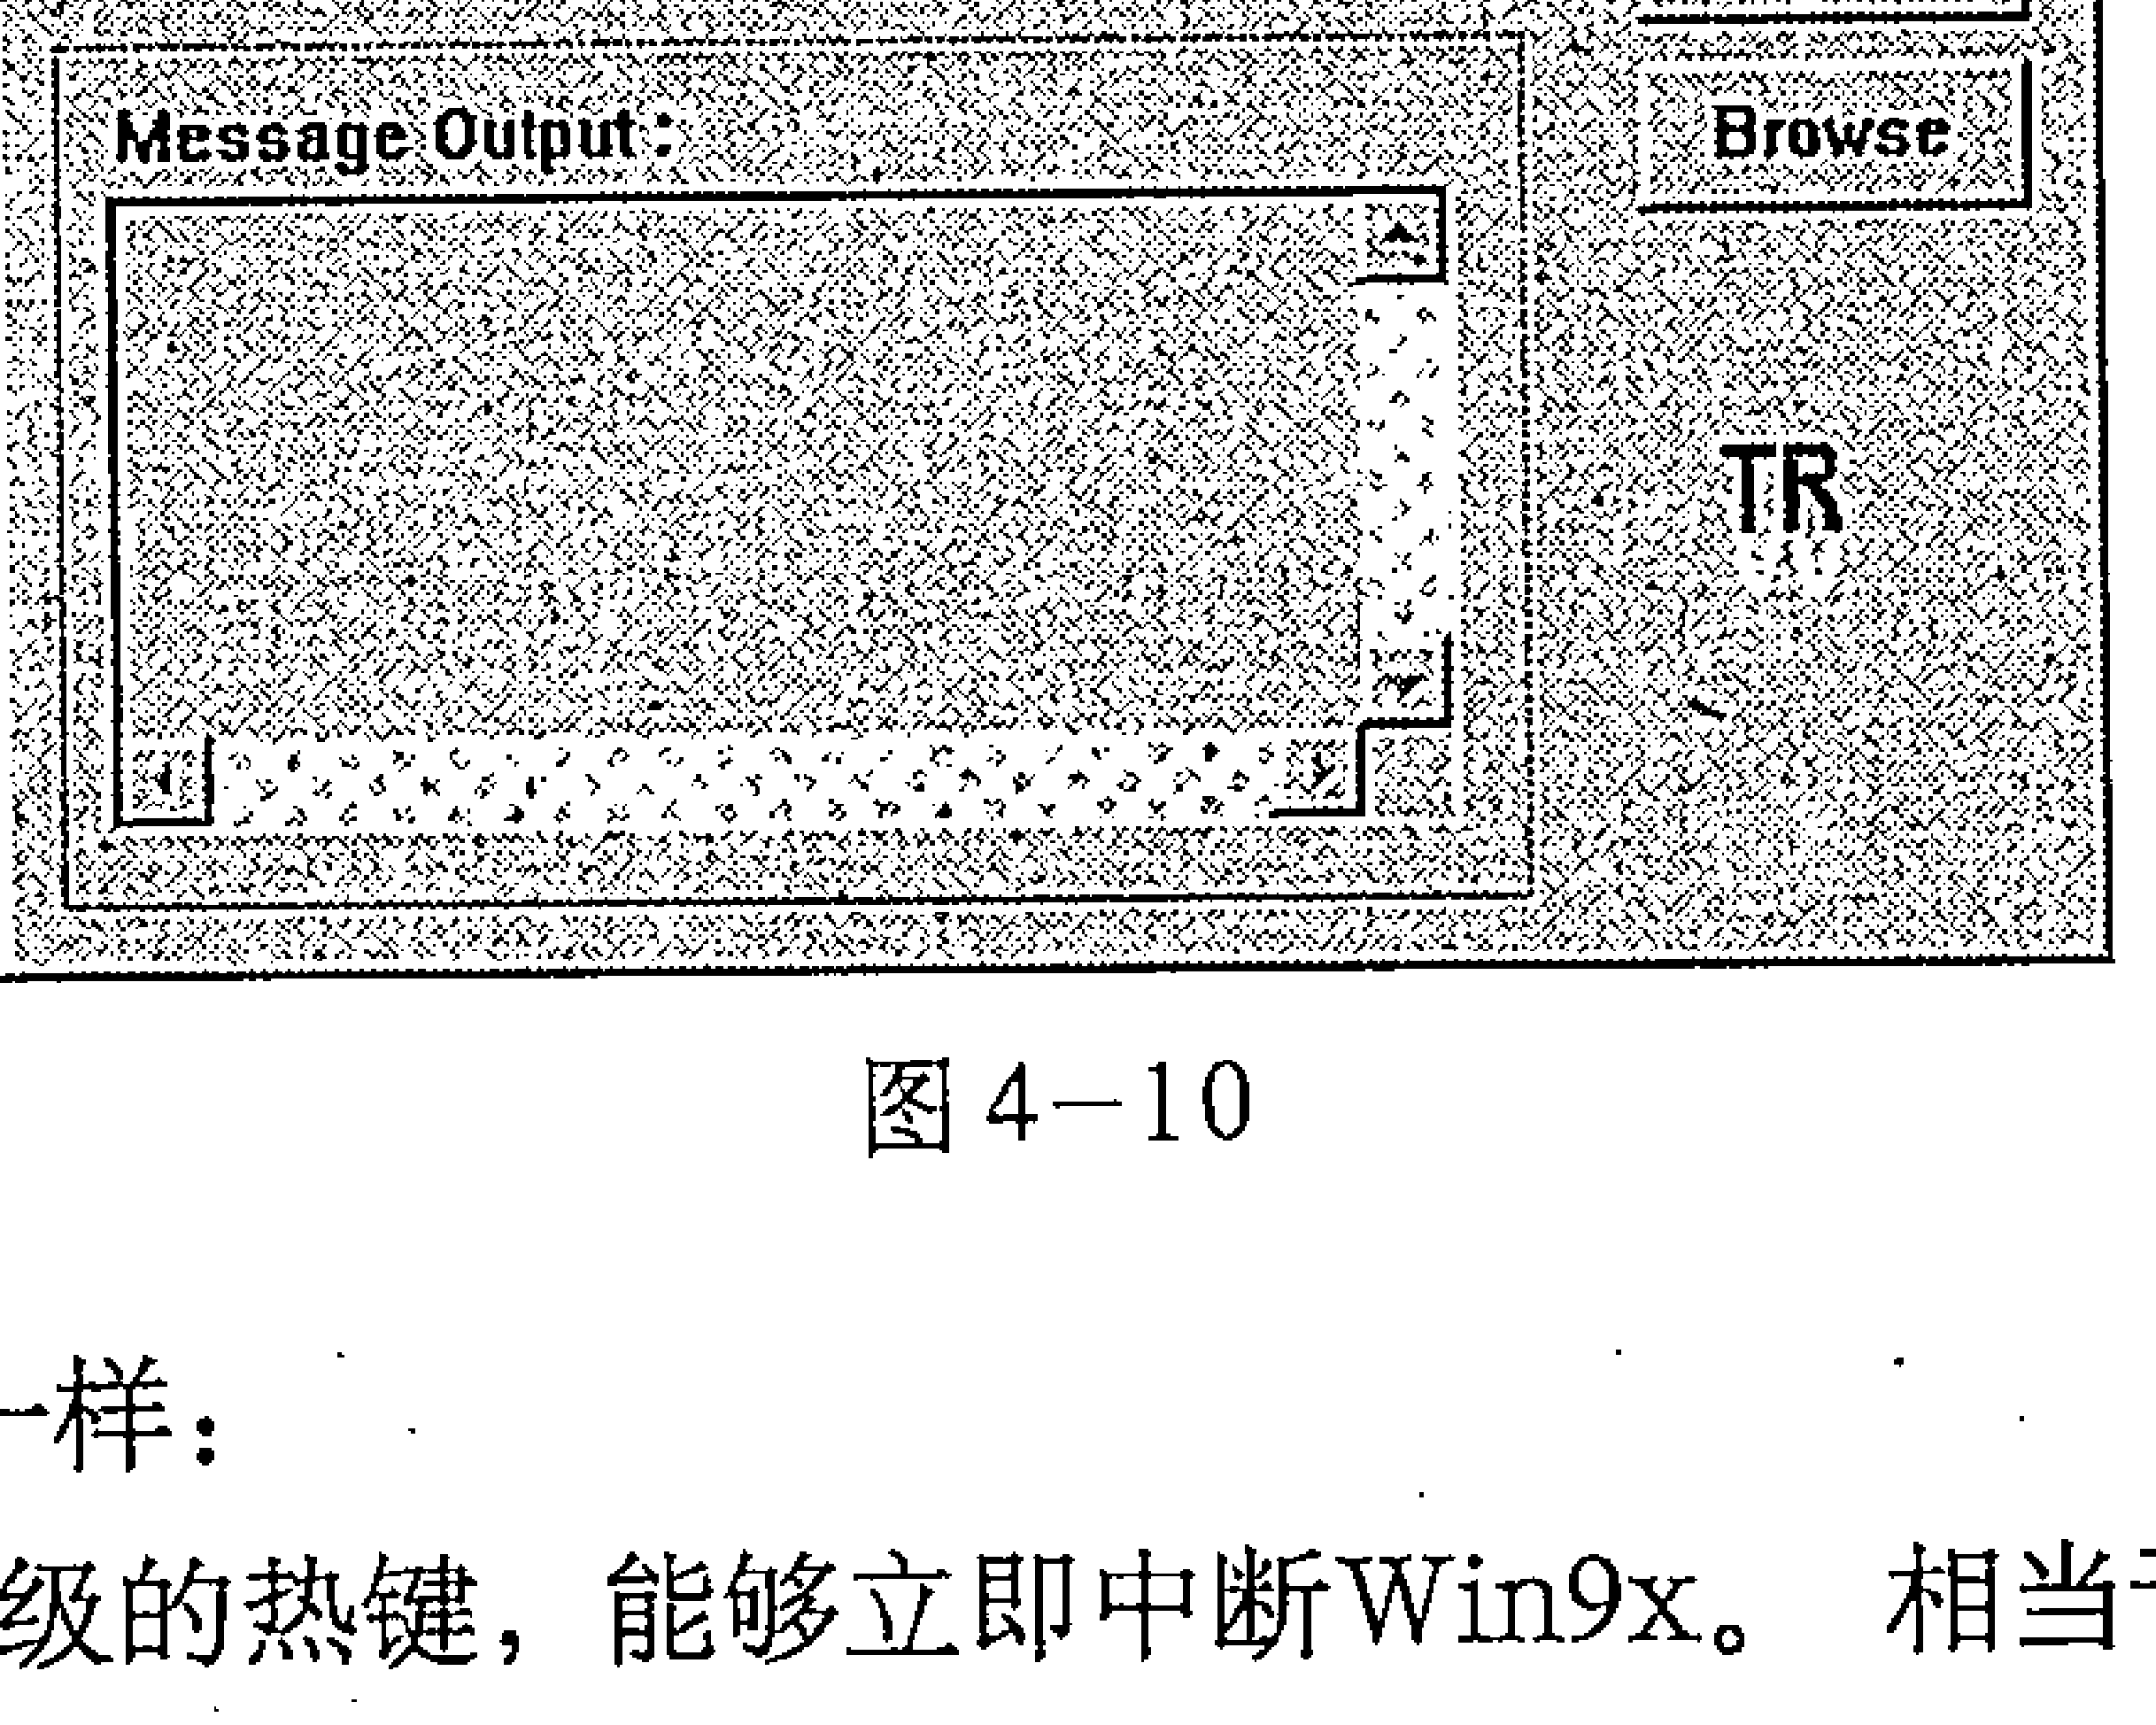 Message Output:
Browse
TR
图 4-10
一样：
级的热键，能够立即中断Win9x。 相当